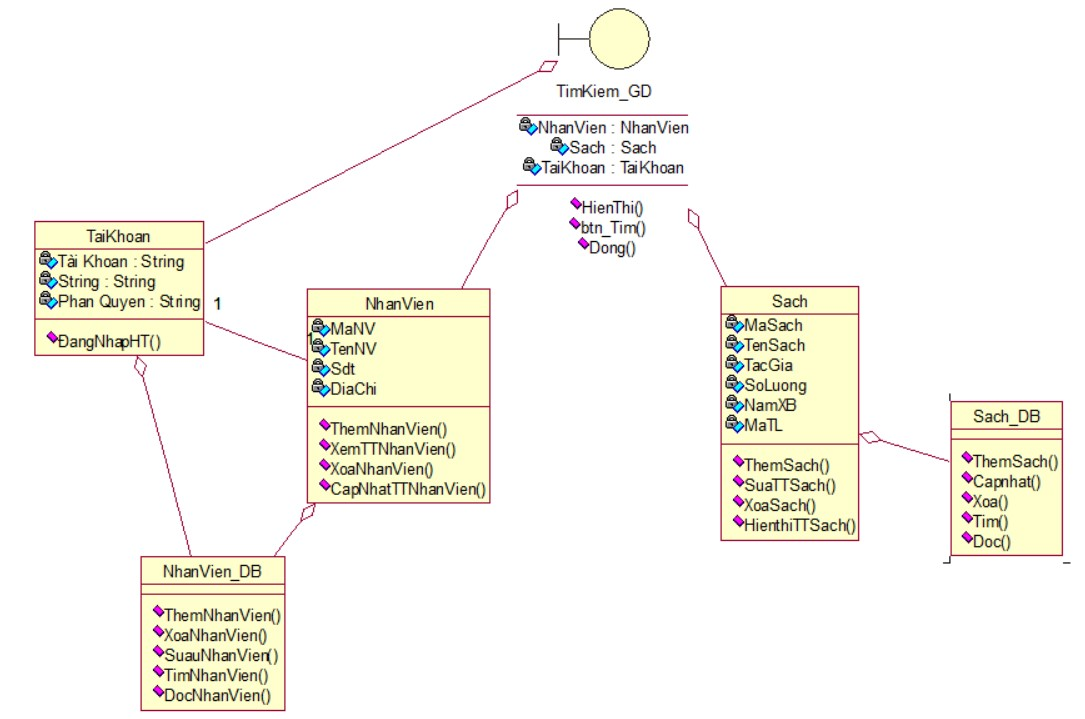 TimKiem_GD
NhanVien : NhanVien
Sach : Sach
TaiKhoan : TaiKhoan
HienThi()
btn_Tim()
Dong()
TaiKhoan
Tài Khoan : String
String : String
Phan Quyen : String
ĐangNhapHT()
1
1
NhanVien
MaNV
TenNV
Sdt
DiaChi
ThemNhanVien()
XemTTNhanVien()
XoaNhanVien()
CapNhatTTNhanVien()
Sach
MaSach
TenSach
TacGia
SoLuong
NamXB
MaTL
ThemSach()
SuaTTSach()
XoaSach()
HienthiTTSach()
Sach_DB
ThemSach()
Capnhat()
Xoa()
Tim()
Doc()
NhanVien_DB
ThemNhanVien()
XoaNhanVien()
SuauNhanVien()
TimNhanVien()
DocNhanVien()